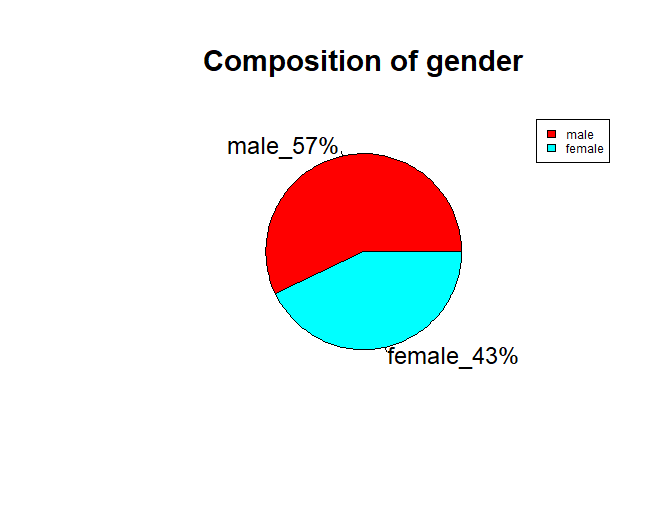 Composition of gender
male
female
male_57%
female_43%